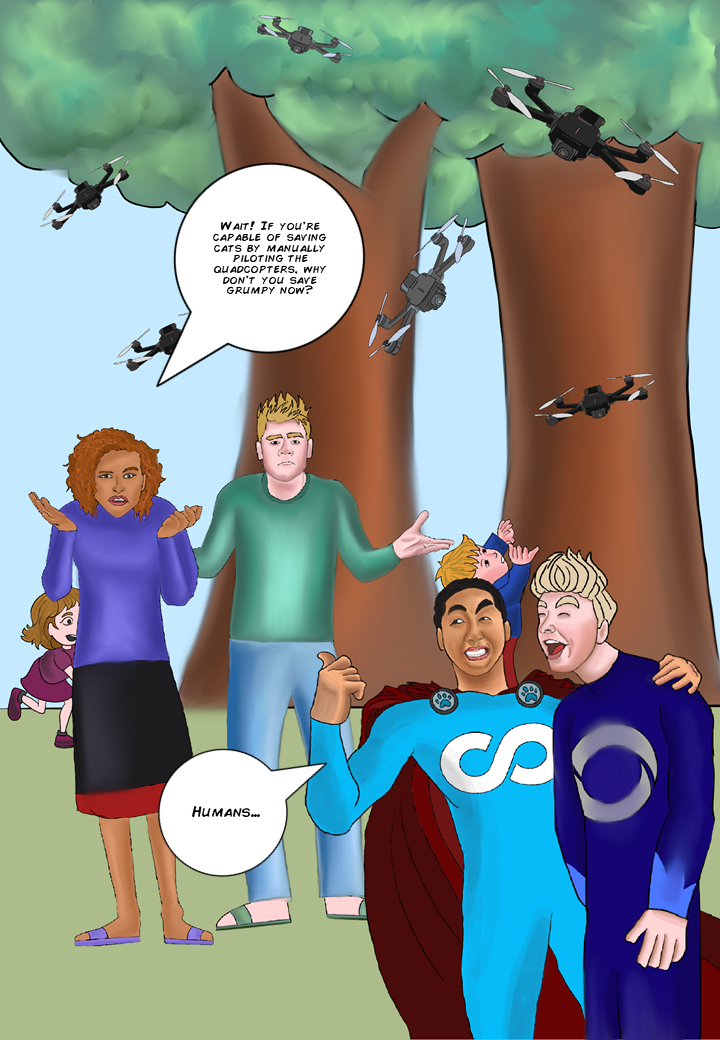 Wait! If you're
capable of saving
cats by manually
piloting the
quadcopters, why
don't you save
Grumpy now?
Humans...